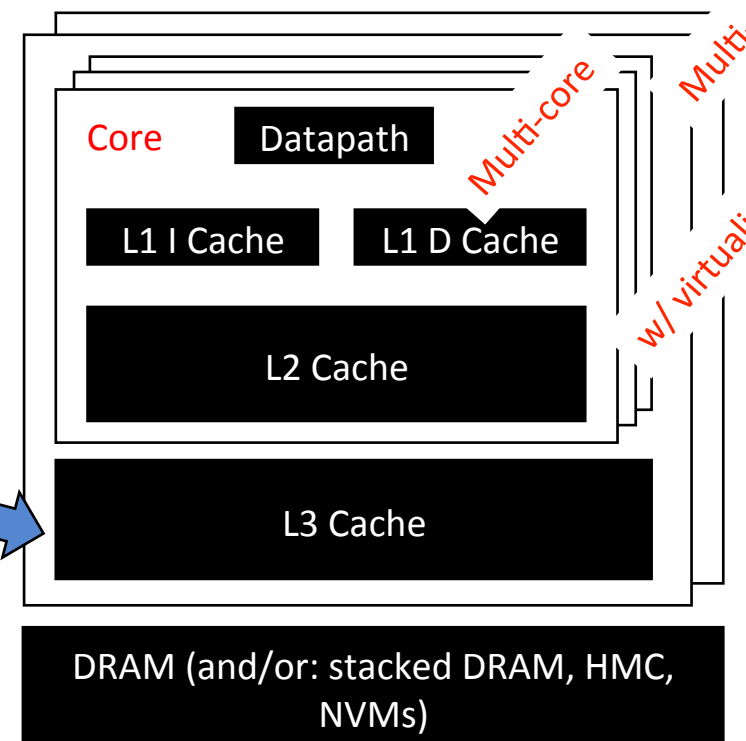 Multi-
Multi-core
Core
Datapath
L1 I Cache
L1 D Cache
w/
L2 Cache
L3 Cache
DRAM (and/or: stacked DRAM, HMC,
NVMs)